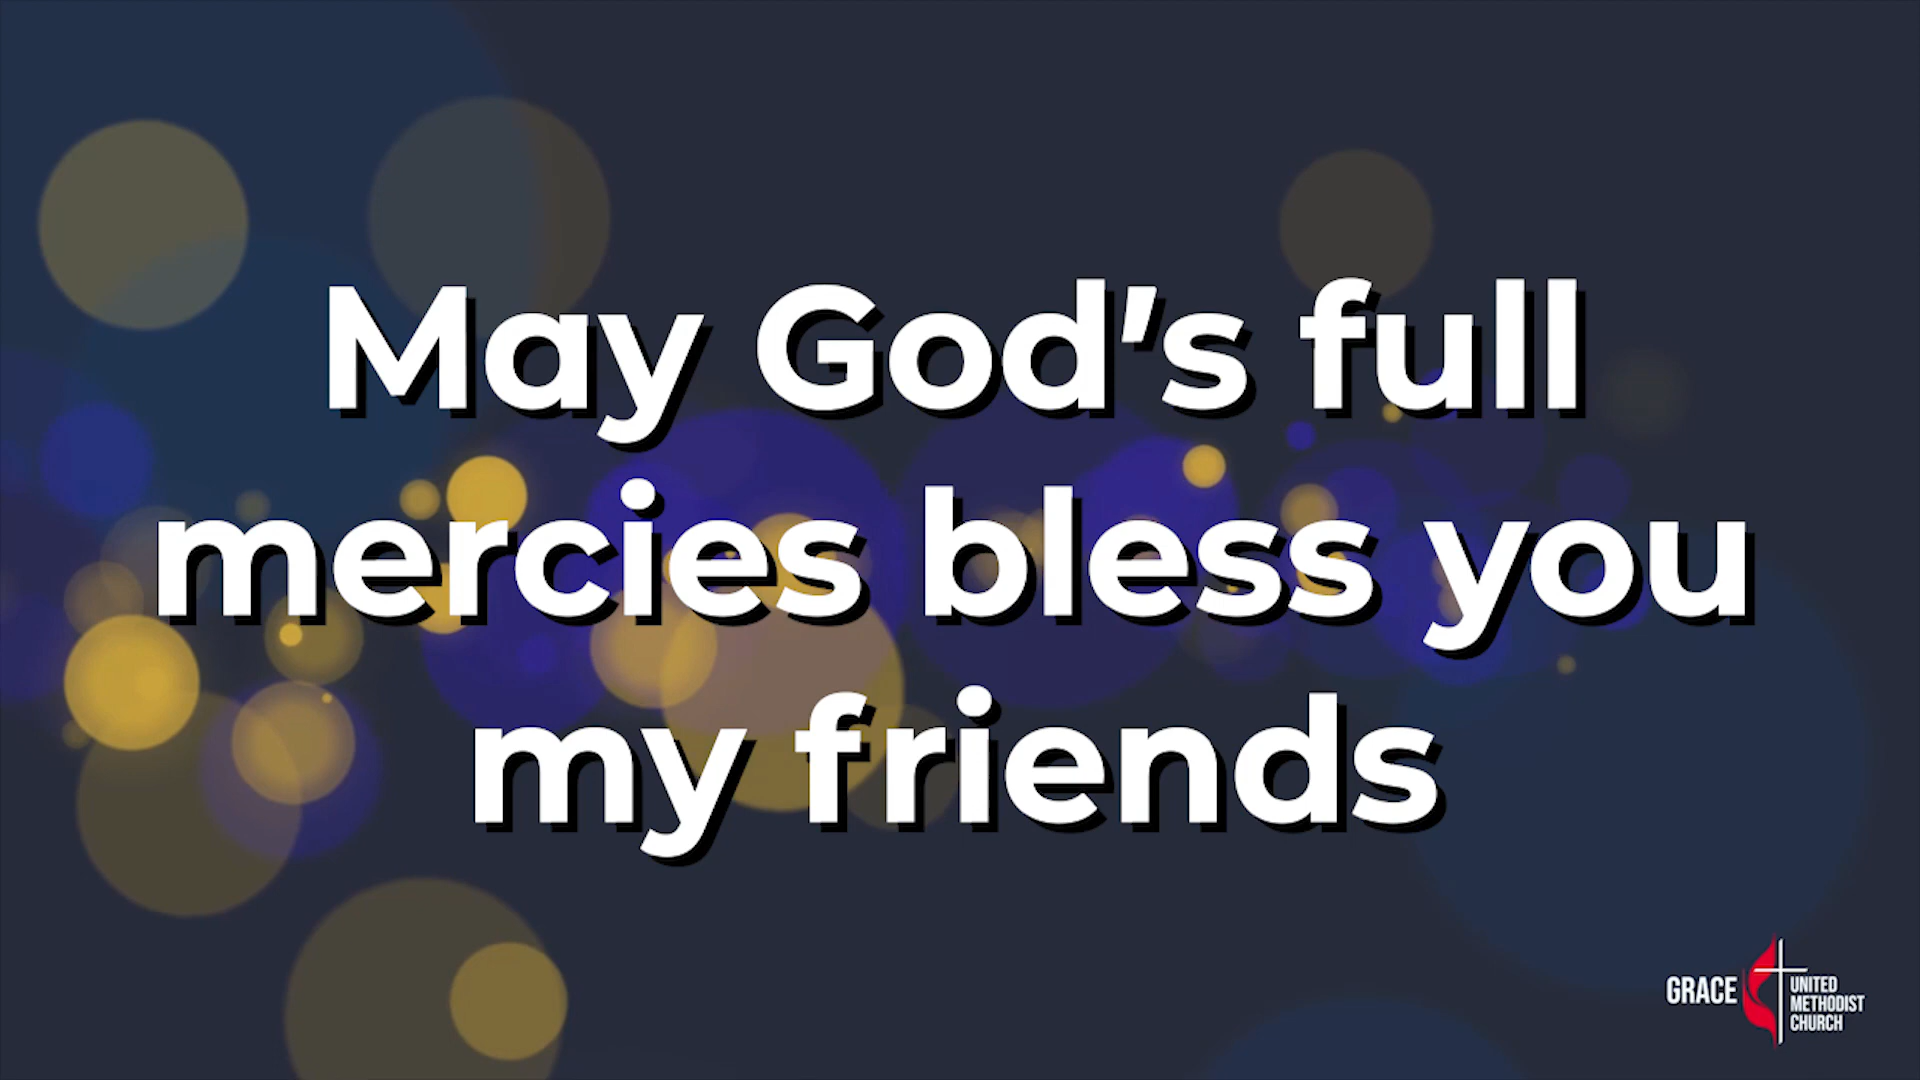 May God's full
mercies bless you
my friends
GRACE
UNITED
METHODIST
CHURCH